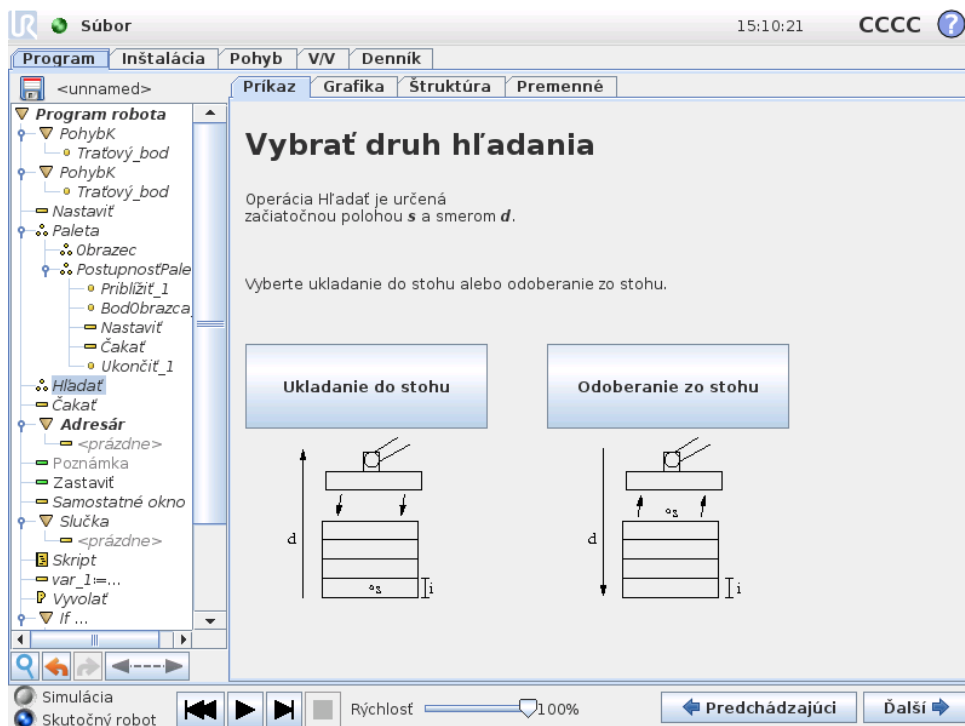 UR Súbor 15:10:21 CCCC ?
Program Inštalácia Pohyb V/V Denník
<unnamed>
Príkaz Grafika Štruktúra Premenné
Program robota
PohybK
Traťový_bod
PohybK
Traťový_bod
Nastaviť
Paleta
Obrazec
PostupnosťPale
Priblížiť_1
BodObrazca_
Nastaviť
Čakať
Ukončiť_1
Hľadať
Čakať
Adresár
<prázdne>
Poznámka
Zastaviť
Samostatné okno
Slučka
<prázdne>
Skript
var_1:=...
Vyvolať
If ...
Vybrať druh hľadania
Operácia Hľadať je určená
začiatočnou polohou s a smerom d.
Vyberte ukladanie do stohu alebo odoberanie zo stohu.
Ukladanie do stohu
Odoberanie zo stohu
d
s
i
d
s
i
Simulácia
Skutočný robot
Rýchlosť 100%
Predchádzajúci
Ďalší